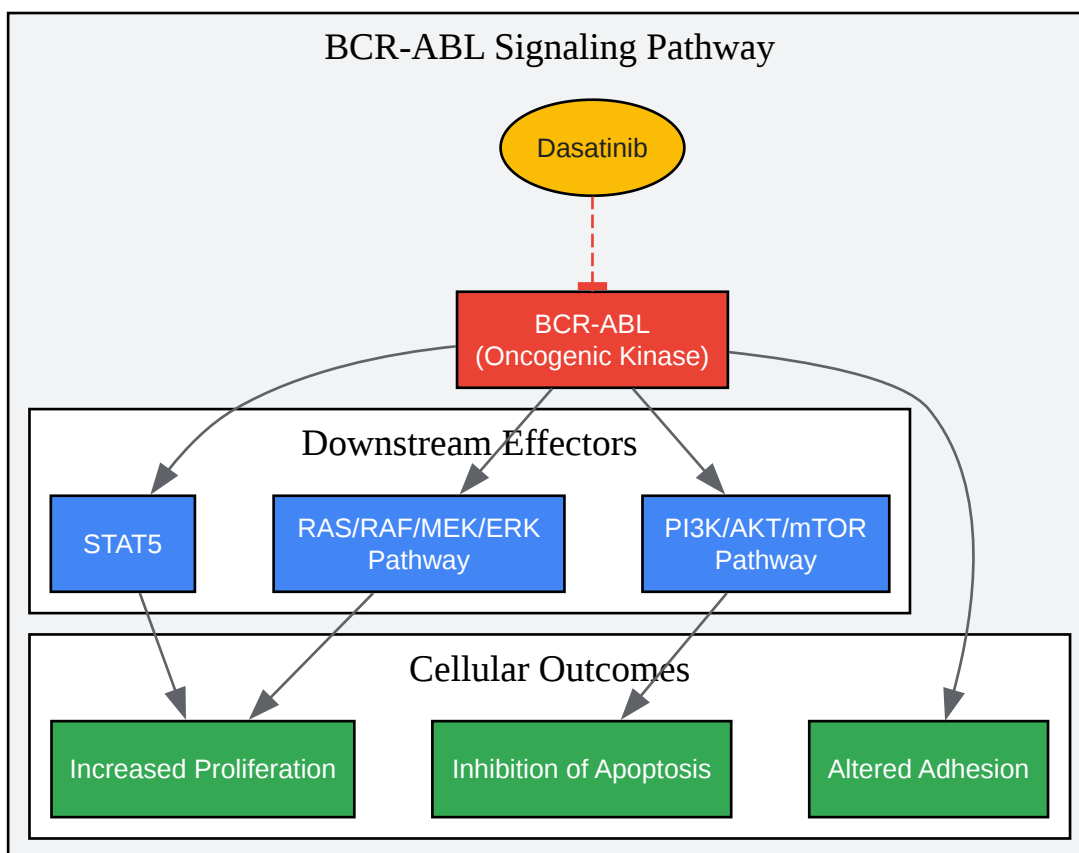 BCR-ABL Signaling Pathway
Dasatinib
BCR-ABL
(Oncogenic Kinase)
Downstream Effectors
STAT5
RAS/RAF/MEK/ERK
Pathway
PI3K/AKT/mTOR
Pathway
Cellular Outcomes
Increased Proliferation
Inhibition of Apoptosis
Altered Adhesion